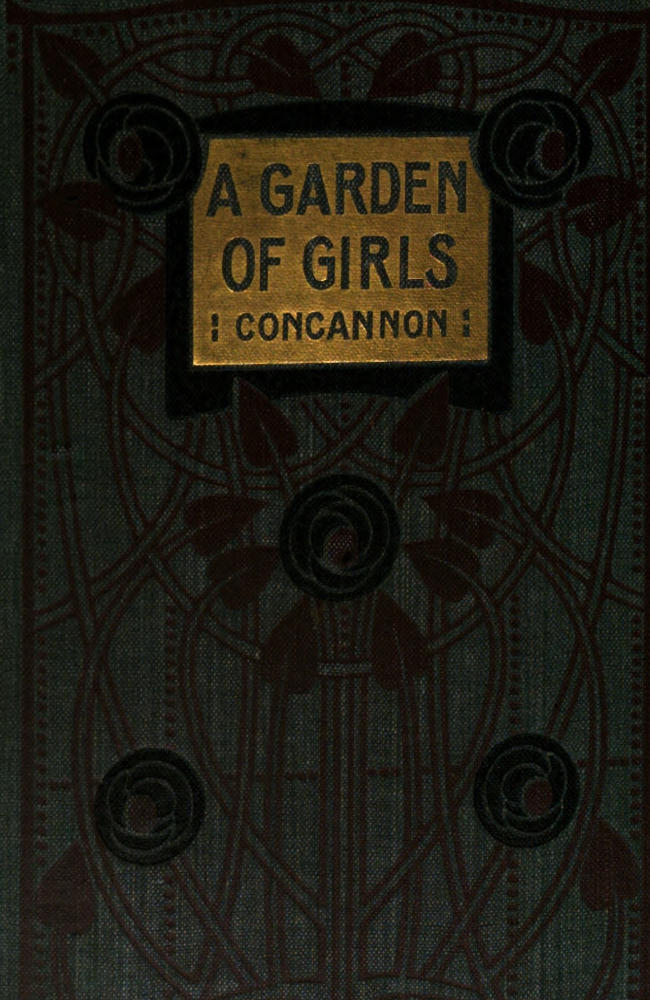 A GARDEN
OF GIRLS
⁝ CONCANNON ⁝